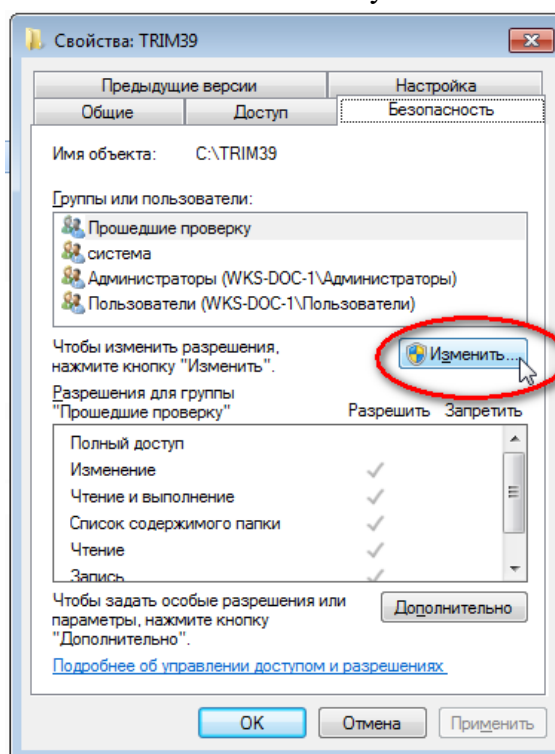 Свойства: TRIM39
Предыдущие версии Настройка
Общие Доступ Безопасность
Имя объекта: C:\TRIM39
Группы или пользователи:
Прошедшие проверку
система
Администраторы (WKS-DOC-1\Администраторы)
Пользователи (WKS-DOC-1\Пользователи)
Чтобы изменить разрешения,
нажмите кнопку "Изменить".
Изменить...
Разрешения для группы
"Прошедшие проверку" Разрешить Запретить
Полный доступ
Изменение
Чтение и выполнение
Список содержимого папки
Чтение
Запись
Чтобы задать особые разрешения или
параметры, нажмите кнопку
"Дополнительно".
Дополнительно
Подробнее об управлении доступом и разрешениях
ОК Отмена Применить